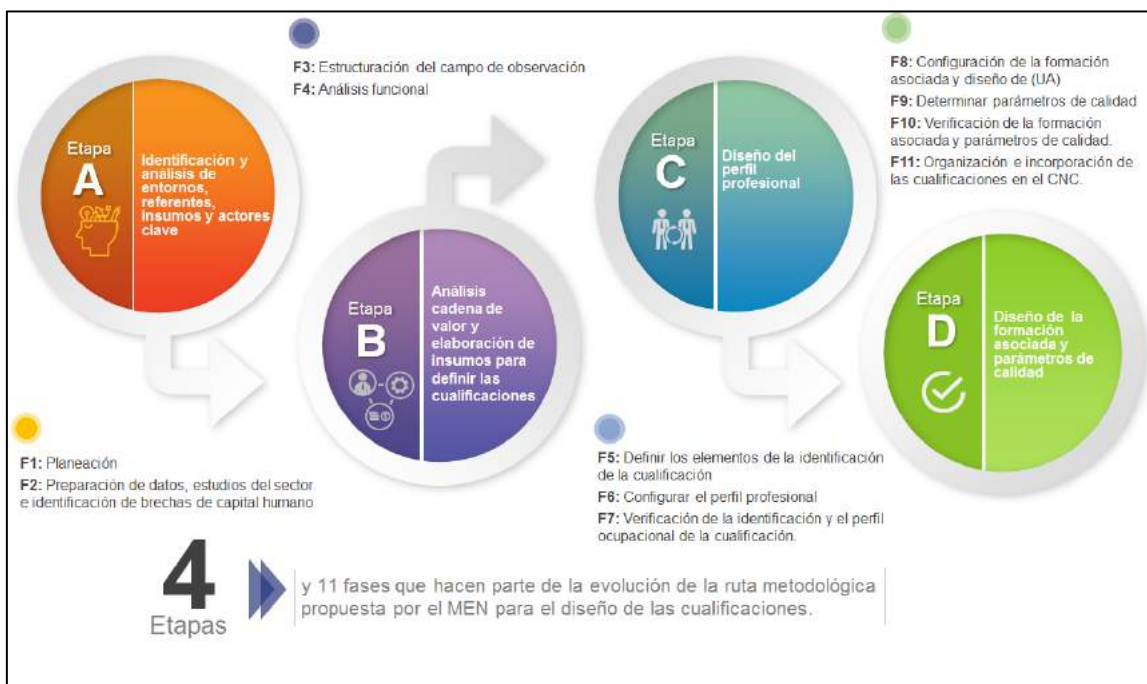 Etapa
A
Identificación y
análisis de
entornos,
referentes,
insumos y actores
clave
F1: Planeación
F2: Preparación de datos, estudios del sector
e identificación de brechas de capital humano
F3: Estructuración del campo de observación
F4: Análisis funcional
Etapa
B
Análisis
cadena de
valor y
elaboración de
insumos para
definir las
cualificaciones
Etapa
C
Diseño del
perfil
profesional
F5: Definir los elementos de la identificación
de la cualificación
F6: Configurar el perfil profesional
F7: Verificación de la identificación y el perfil
ocupacional de la cualificación.
F8: Configuración de la formación
asociada y diseño de (UA)
F9: Determinar parámetros de calidad
F10: Verificación de la formación
asociada y parámetros de calidad.
F11: Organización e incorporación de
las cualificaciones en el CNC.
Etapa
D
Diseño de la
formación
asociada y
parámetros de
calidad
4
Etapas
y 11 fases que hacen parte de la evolución de la ruta metodológica
propuesta por el MEN para el diseño de las cualificaciones.